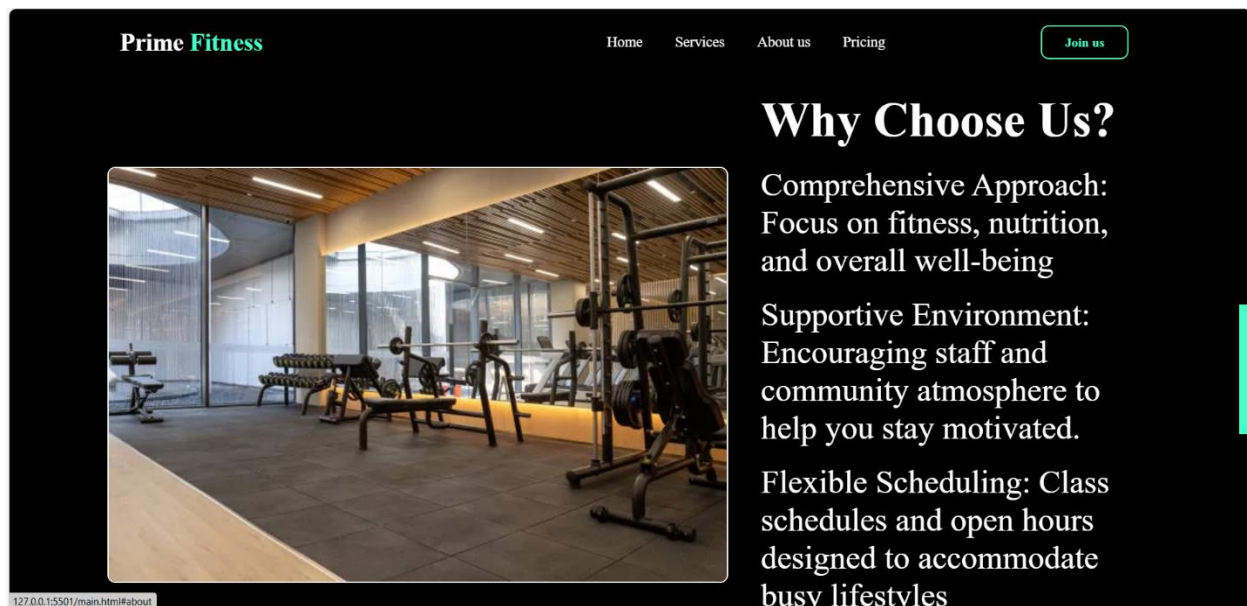 Prime Fitness
Home Services About us Pricing
Join us
Why Choose Us?
Comprehensive Approach:
Focus on fitness, nutrition,
and overall well-being
Supportive Environment:
Encouraging staff and
community atmosphere to
help you stay motivated.
Flexible Scheduling: Class
schedules and open hours
designed to accommodate
busy lifestyles
127.0.0.1:5501/main.html#about